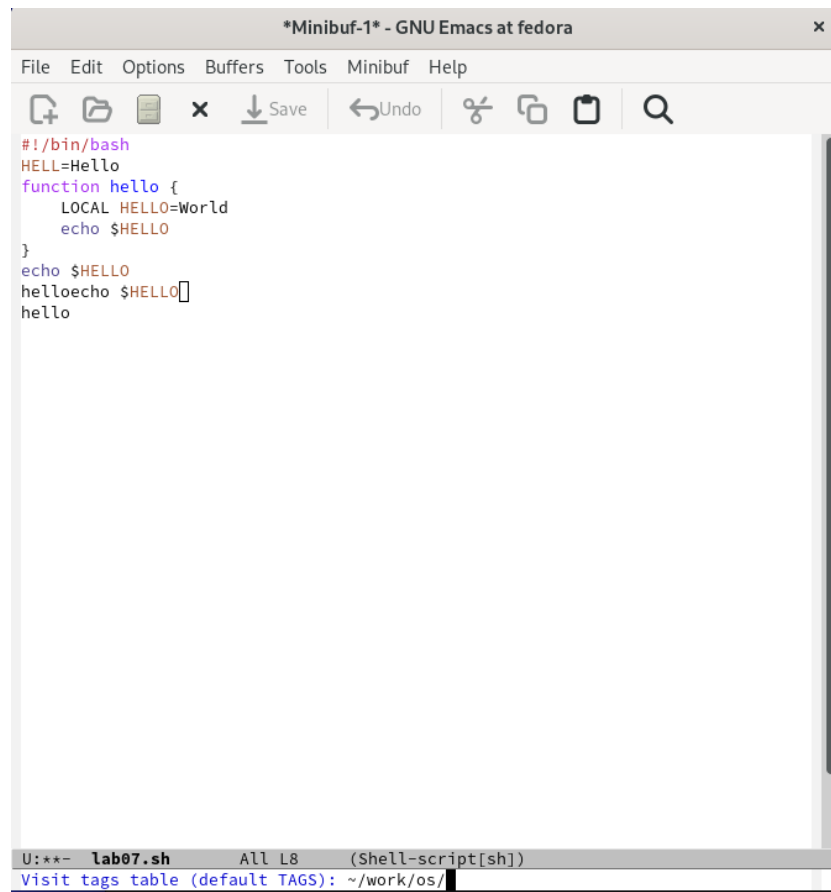 *Minibuf-1* - GNU Emacs at fedora ×
File Edit Options Buffers Tools Minibuf Help
Save Undo
#!/bin/bash
HELL=Hello
function hello {
    LOCAL HELLO=World
    echo $HELLO
}
echo $HELLO
helloecho $HELLO
hello
U:**-  lab07.sh       All L8     (Shell-script[sh])
Visit tags table (default TAGS): ~/work/os/